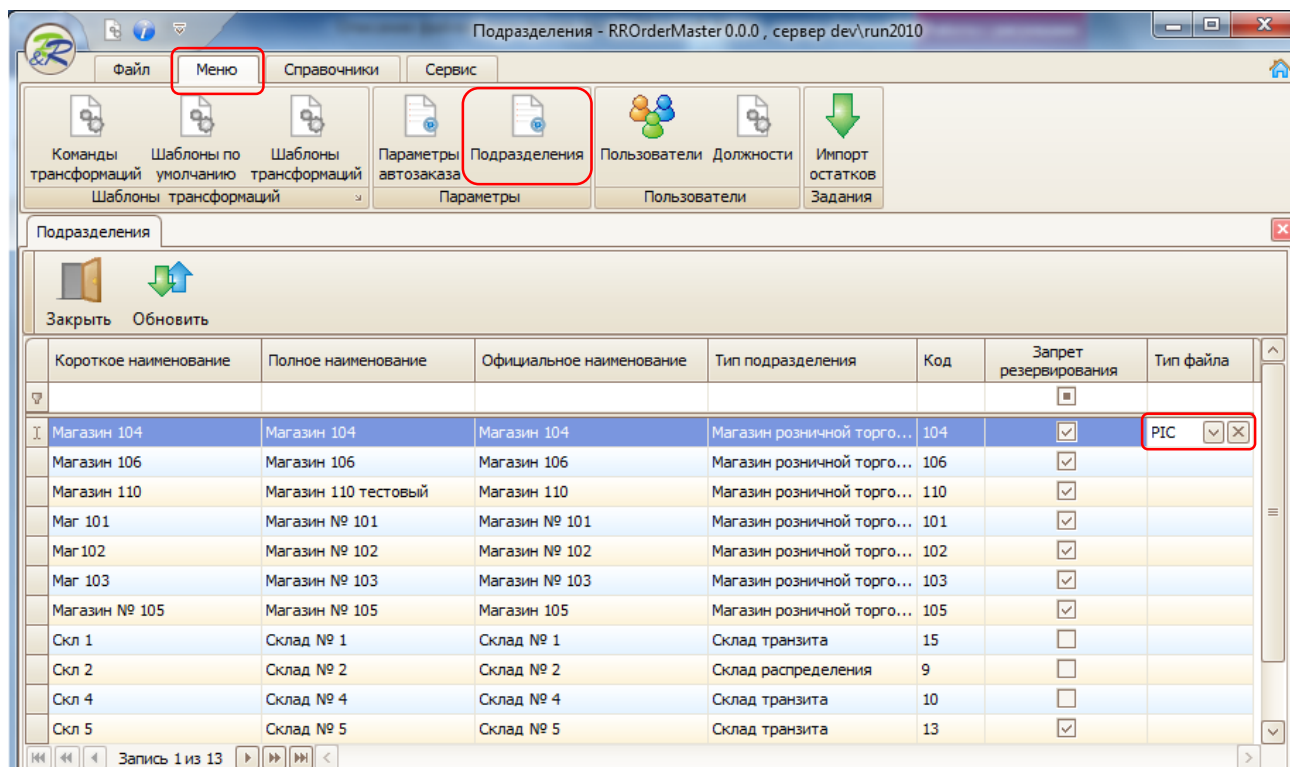 Подразделения - RROrderMaster 0.0.0 , сервер dev\run2010
R&R
Файл Меню Справочники Сервис
Команды трансформаций
Шаблоны по умолчанию
Шаблоны трансформаций
Параметры автозаказа
Подразделения
Пользователи
Должности
Импорт остатков
Шаблоны трансформаций Параметры Пользователи Задания
Подразделения
Закрыть Обновить
Короткое наименование Полное наименование Официальное наименование Тип подразделения Код Запрет резервирования Тип файла
Магазин 104 Магазин 104 Магазин 104 Магазин розничной торго... 104 PIC
Магазин 106 Магазин 106 Магазин 106 Магазин розничной торго... 106
Магазин 110 Магазин 110 тестовый Магазин 110 Магазин розничной торго... 110
Маг 101 Магазин № 101 Магазин № 101 Магазин розничной торго... 101
Маг102 Магазин № 102 Магазин № 102 Магазин розничной торго... 102
Маг 103 Магазин № 103 Магазин № 103 Магазин розничной торго... 103
Магазин № 105 Магазин № 105 Магазин 105 Магазин розничной торго... 105
Скл 1 Склад № 1 Склад № 1 Склад транзита 15
Скл 2 Склад № 2 Склад № 2 Склад распределения 9
Скл 4 Склад № 4 Склад № 4 Склад транзита 10
Скл 5 Склад № 5 Склад № 5 Склад транзита 13
Запись 1 из 13